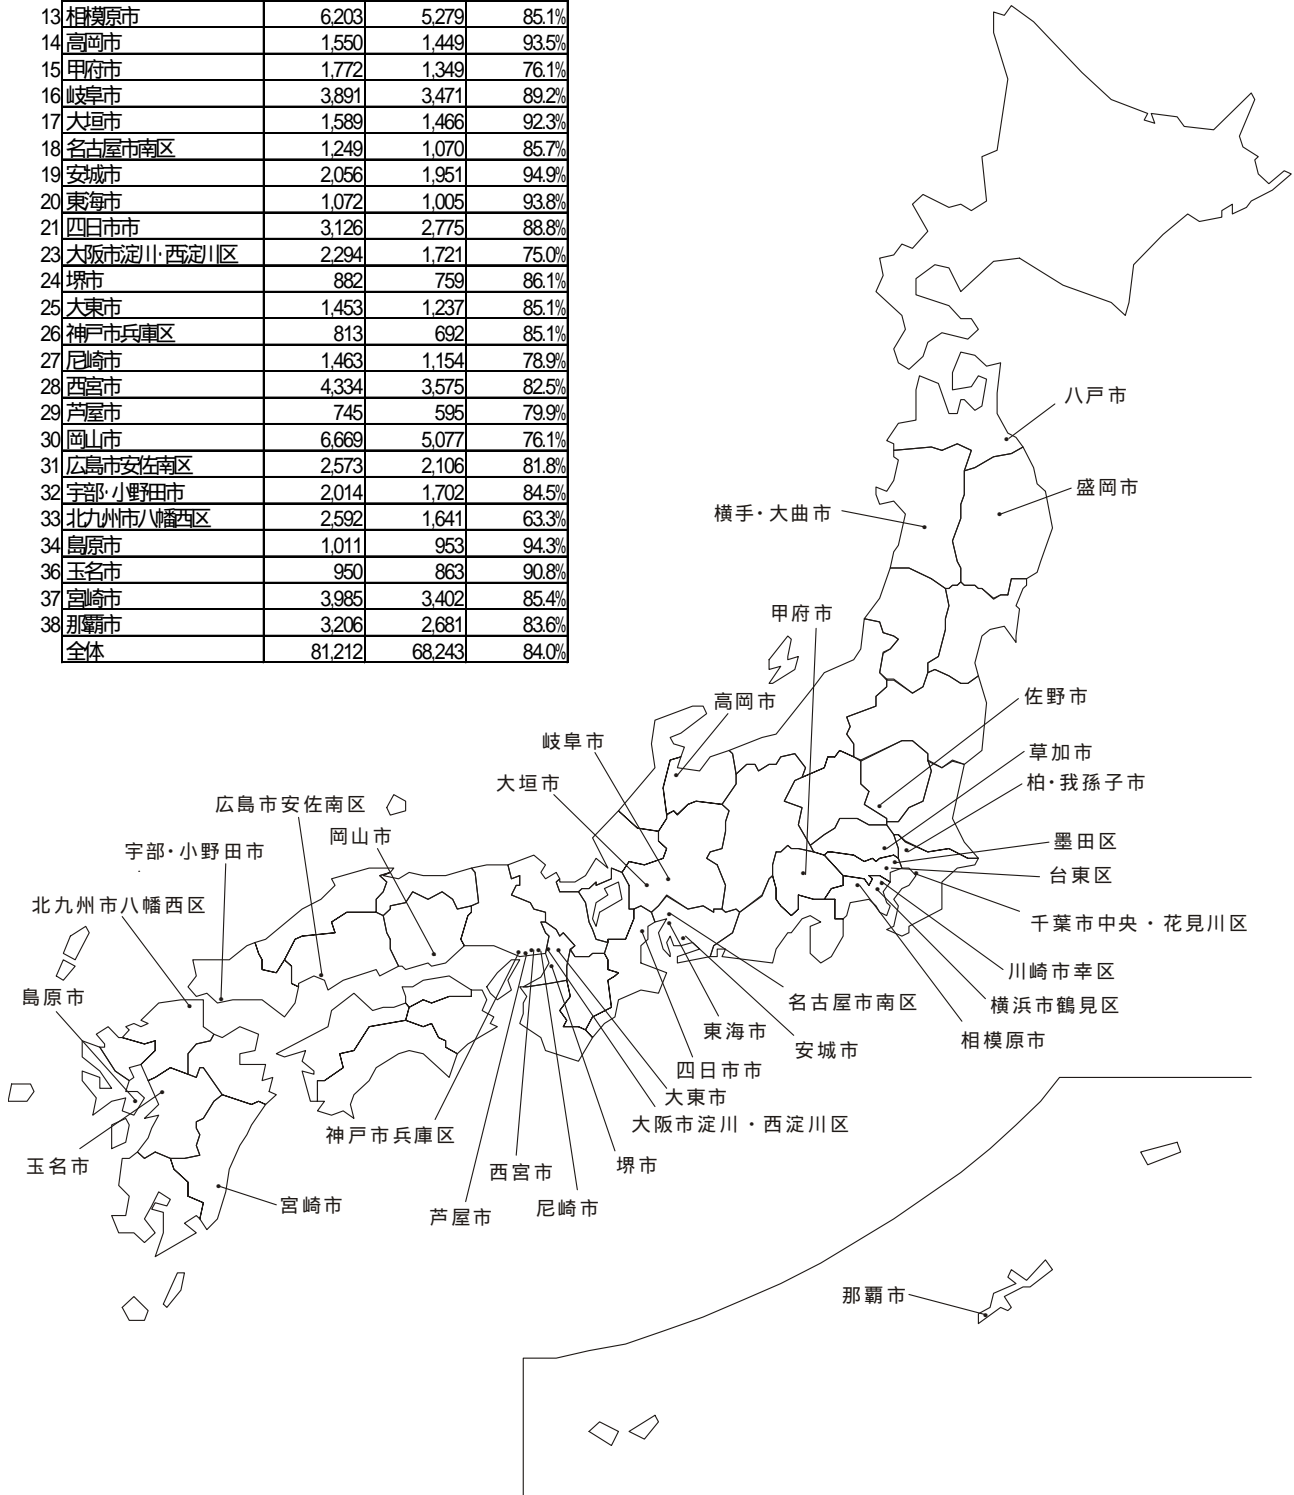 13 相模原市 6,203 5,279 85.1%
14 高岡市 1,550 1,449 93.5%
15 甲府市 1,772 1,349 76.1%
16 岐阜市 3,891 3,471 89.2%
17 大垣市 1,589 1,466 92.3%
18 名古屋市南区 1,249 1,070 85.7%
19 安城市 2,056 1,951 94.9%
20 東海市 1,072 1,005 93.8%
21 四日市市 3,126 2,775 88.8%
23 大阪市淀川・西淀川区 2,294 1,721 75.0%
24 堺市 882 759 86.1%
25 大東市 1,453 1,237 85.1%
26 神戸市兵庫区 813 692 85.1%
27 尼崎市 1,463 1,154 78.9%
28 西宮市 4,334 3,575 82.5%
29 芦屋市 745 595 79.9%
30 岡山市 6,669 5,077 76.1%
31 広島市安佐南区 2,573 2,106 81.8%
32 宇部・小野田市 2,014 1,702 84.5%
33 北九州市八幡西区 2,592 1,641 63.3%
34 島原市 1,011 953 94.3%
36 玉名市 950 863 90.8%
37 宮崎市 3,985 3,402 85.4%
38 那覇市 3,206 2,681 83.6%
全体 81,212 68,243 84.0%
八戸市
盛岡市
横手・大曲市
甲府市
佐野市
高岡市
岐阜市
草加市
大垣市
柏・我孫子市
広島市安佐南区
岡山市
墨田区
宇部・小野田市
台東区
北九州市八幡西区
千葉市中央・花見川区
川崎市幸区
島原市
名古屋市南区
横浜市鶴見区
東海市
相模原市
安城市
四日市市
大東市
大阪市淀川・西淀川区
神戸市兵庫区
玉名市
西宮市
堺市
宮崎市
芦屋市
尼崎市
那覇市